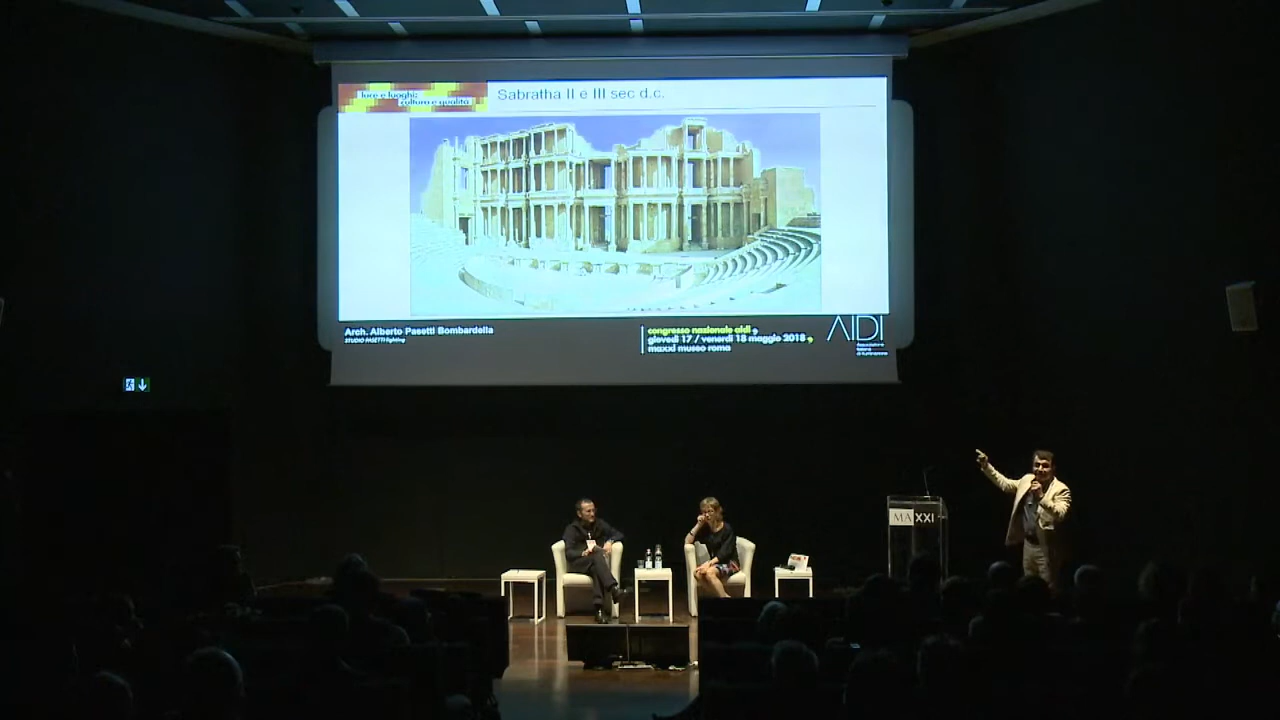 luce e luoghi:
cultura e qualità
Sabratha II e III sec d.c.
Arch. Alberto Pasetti Bombardella
STUDIO PASETTI lighting
congresso nazionale aidi,
giovedì 17 / venerdì 18 maggio 2018,
maxxi museo roma
AIDI
MAXXI